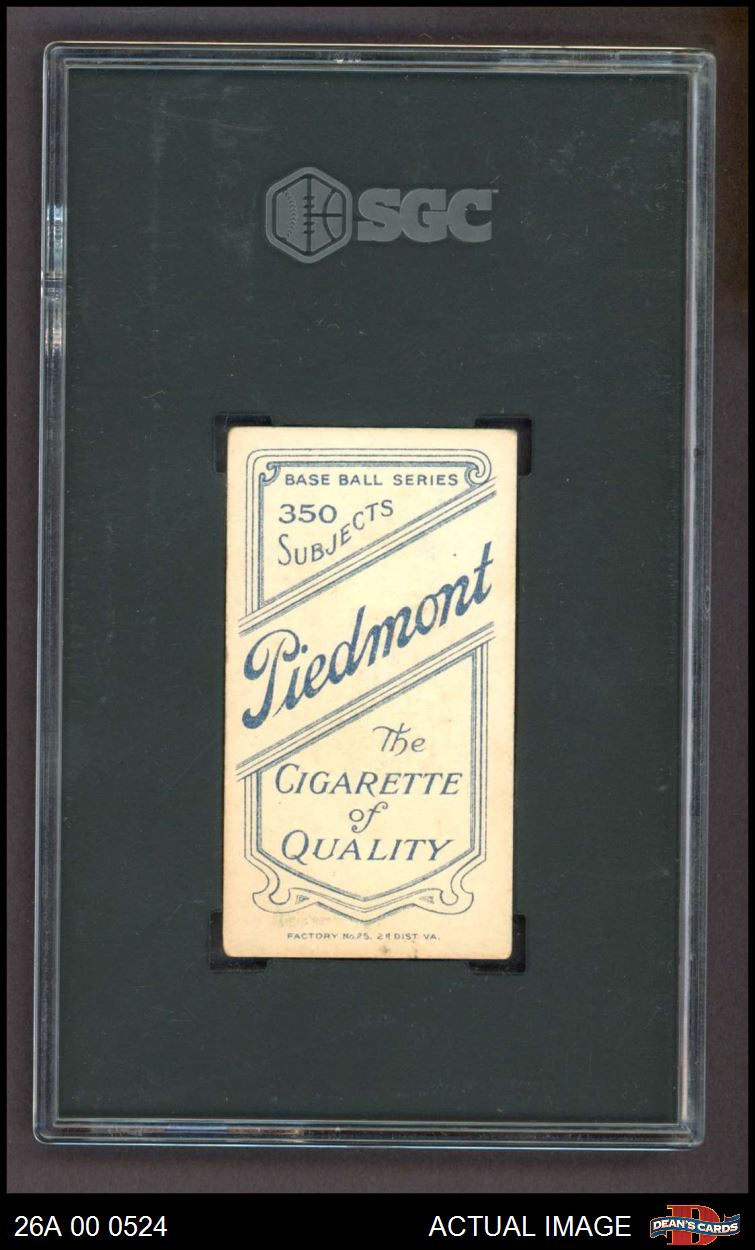 SGC
BASE BALL SERIES
350
SUBJECTS
Piedmont
The
CIGARETTE
of
QUALITY
FACTORY No. 25. 2d DIST. VA.
26A 00 0524
ACTUAL IMAGE
DEAN'S CARDS